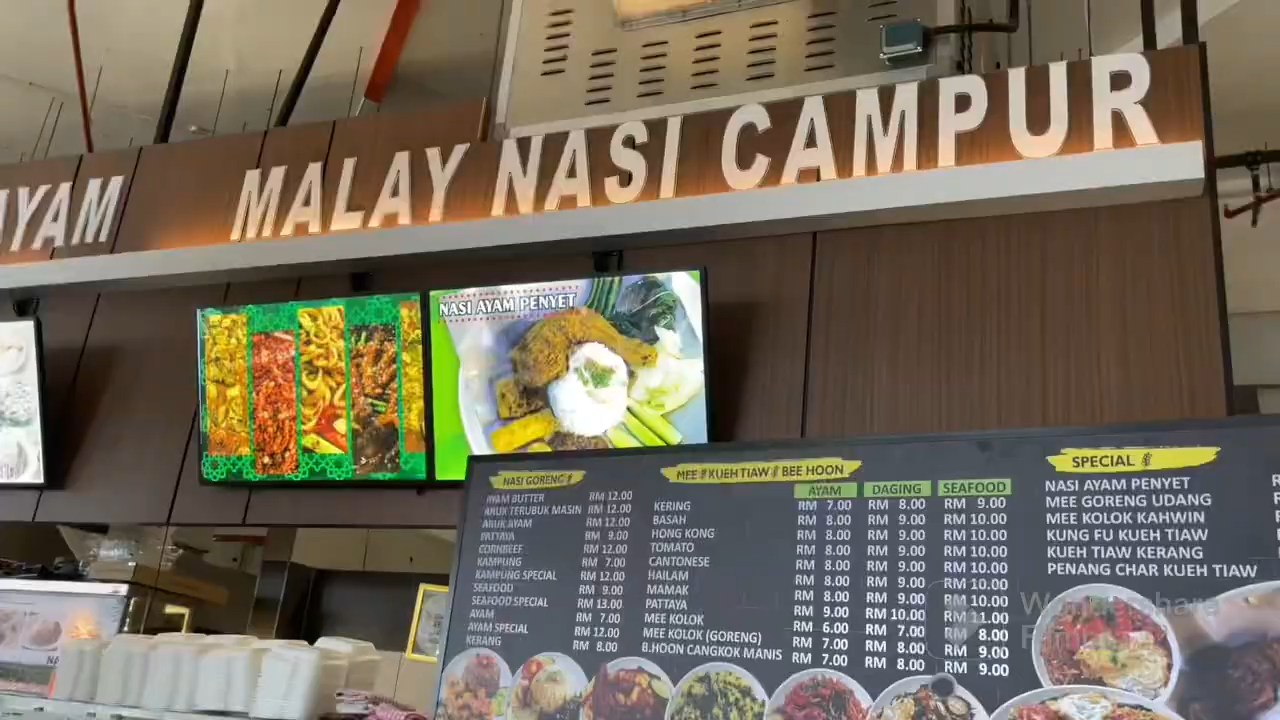 AYAM
MALAY NASI CAMPUR
NASI AYAM PENYET
NASI GORENG
AYAM BUTTER RM 12.00
ARUK TERUBUK MASIN RM 12.00
ARUK AYAM RM 12.00
PATTAYA RM 9.00
CORNBEEF RM 12.00
KAMPUNG RM 7.00
KAMPUNG SPECIAL RM 12.00
SEAFOOD RM 9.00
SEAFOOD SPECIAL RM 13.00
AYAM RM 7.00
AYAM SPECIAL RM 12.00
KERANG RM 8.00
MEE KUEH TIAW BEE HOON
AYAM DAGING SEAFOOD
KERING RM 7.00 RM 8.00 RM 9.00
BASAH RM 8.00 RM 9.00 RM 10.00
HONG KONG RM 8.00 RM 9.00 RM 10.00
TOMATO RM 8.00 RM 9.00 RM 10.00
CANTONESE RM 8.00 RM 9.00 RM 10.00
HAILAM RM 8.00 RM 9.00 RM 10.00
MAMAK RM 8.00 RM 9.00 RM 10.00
PATTAYA RM 9.00 RM 10.00 RM 11.00
MEE KOLOK RM 6.00 RM 7.00 RM 8.00
MEE KOLOK (GORENG) RM 7.00 RM 8.00 RM 9.00
B.HOON CANGKOK MANIS RM 7.00 RM 8.00 RM 9.00
SPECIAL
NASI AYAM PENYET
MEE GORENG UDANG
MEE KOLOK KAHWIN
KUNG FU KUEH TIAW
KUEH TIAW KERANG
PENANG CHAR KUEH TIAW